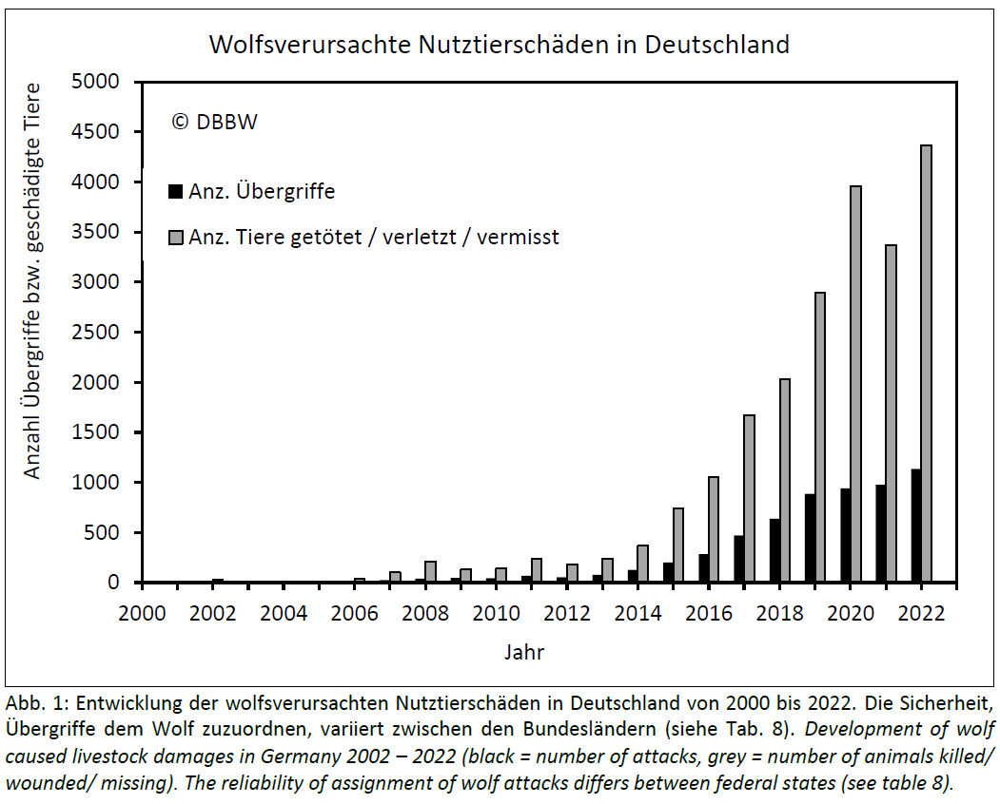 Wolfsverursachte Nutztierschäden in Deutschland
Anzahl Übergriffe bzw. geschädigte Tiere
5000
4500
4000
3500
3000
2500
2000
1500
1000
500
0
© DBBW
Anz. Übergriffe
Anz. Tiere getötet / verletzt / vermisst
2000 2002 2004 2006 2008 2010 2012 2014 2016 2018 2020 2022
Jahr
Abb. 1: Entwicklung der wolfsverursachten Nutztierschäden in Deutschland von 2000 bis 2022. Die Sicherheit,
Übergriffe dem Wolf zuzuordnen, variiert zwischen den Bundesländern (siehe Tab. 8). Development of wolf
caused livestock damages in Germany 2002 – 2022 (black = number of attacks, grey = number of animals killed/
wounded/ missing). The reliability of assignment of wolf attacks differs between federal states (see table 8).